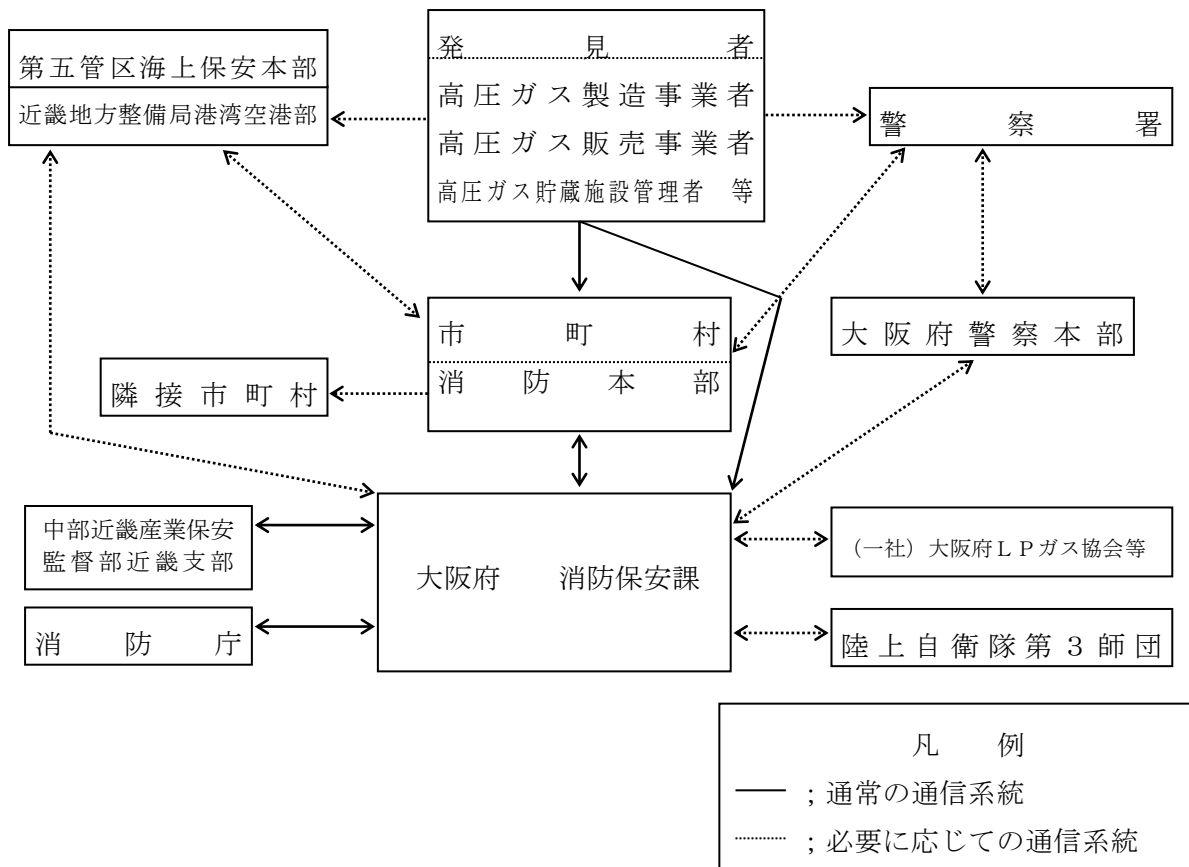 発見者
高圧ガス製造事業者
高圧ガス販売事業者
高圧ガス貯蔵施設管理者 等
第五管区海上保安本部
近畿地方整備局港湾空港部
警察署
市町村
消防本部
大阪府警察本部
隣接市町村
中部近畿産業保安
監督部近畿支部
大阪府 消防保安課
(一社)大阪府LPガス協会等
消防庁
陸上自衛隊第3師団
凡例
;通常の通信系統
;必要に応じての通信系統